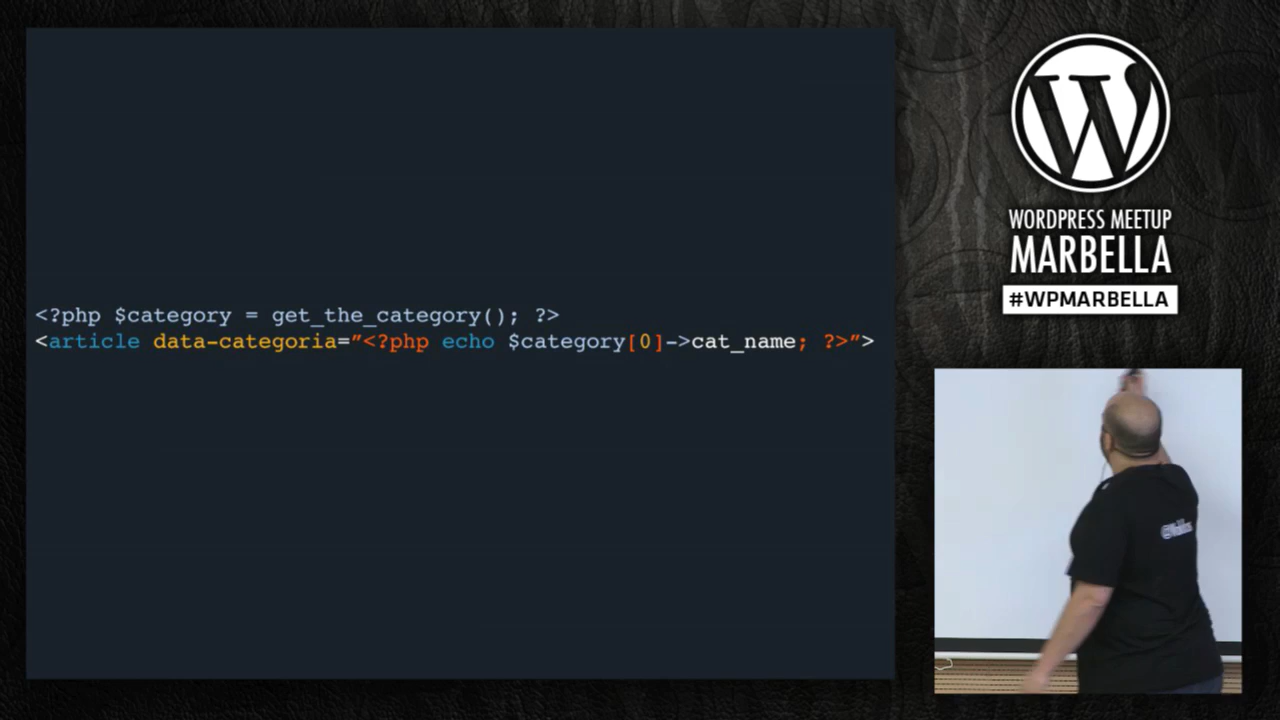 <?php $category = get_the_category(); ?>
<article data-categoria=”<?php echo $category[0]->cat_name; ?>”>
WORDPRESS MEETUP
MARBELLA
#WPMARBELLA